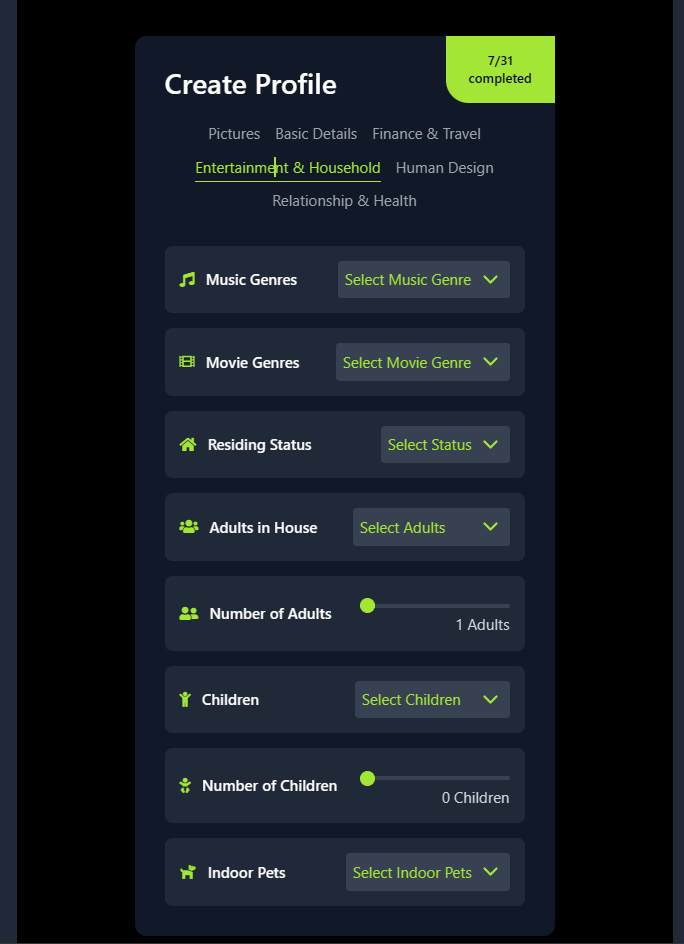 7/31
completed
Create Profile
Pictures Basic Details Finance & Travel
Entertainment & Household Human Design
Relationship & Health
Music Genres Select Music Genre
Movie Genres Select Movie Genre
Residing Status Select Status
Adults in House Select Adults
Number of Adults
1 Adults
Children Select Children
Number of Children
0 Children
Indoor Pets Select Indoor Pets